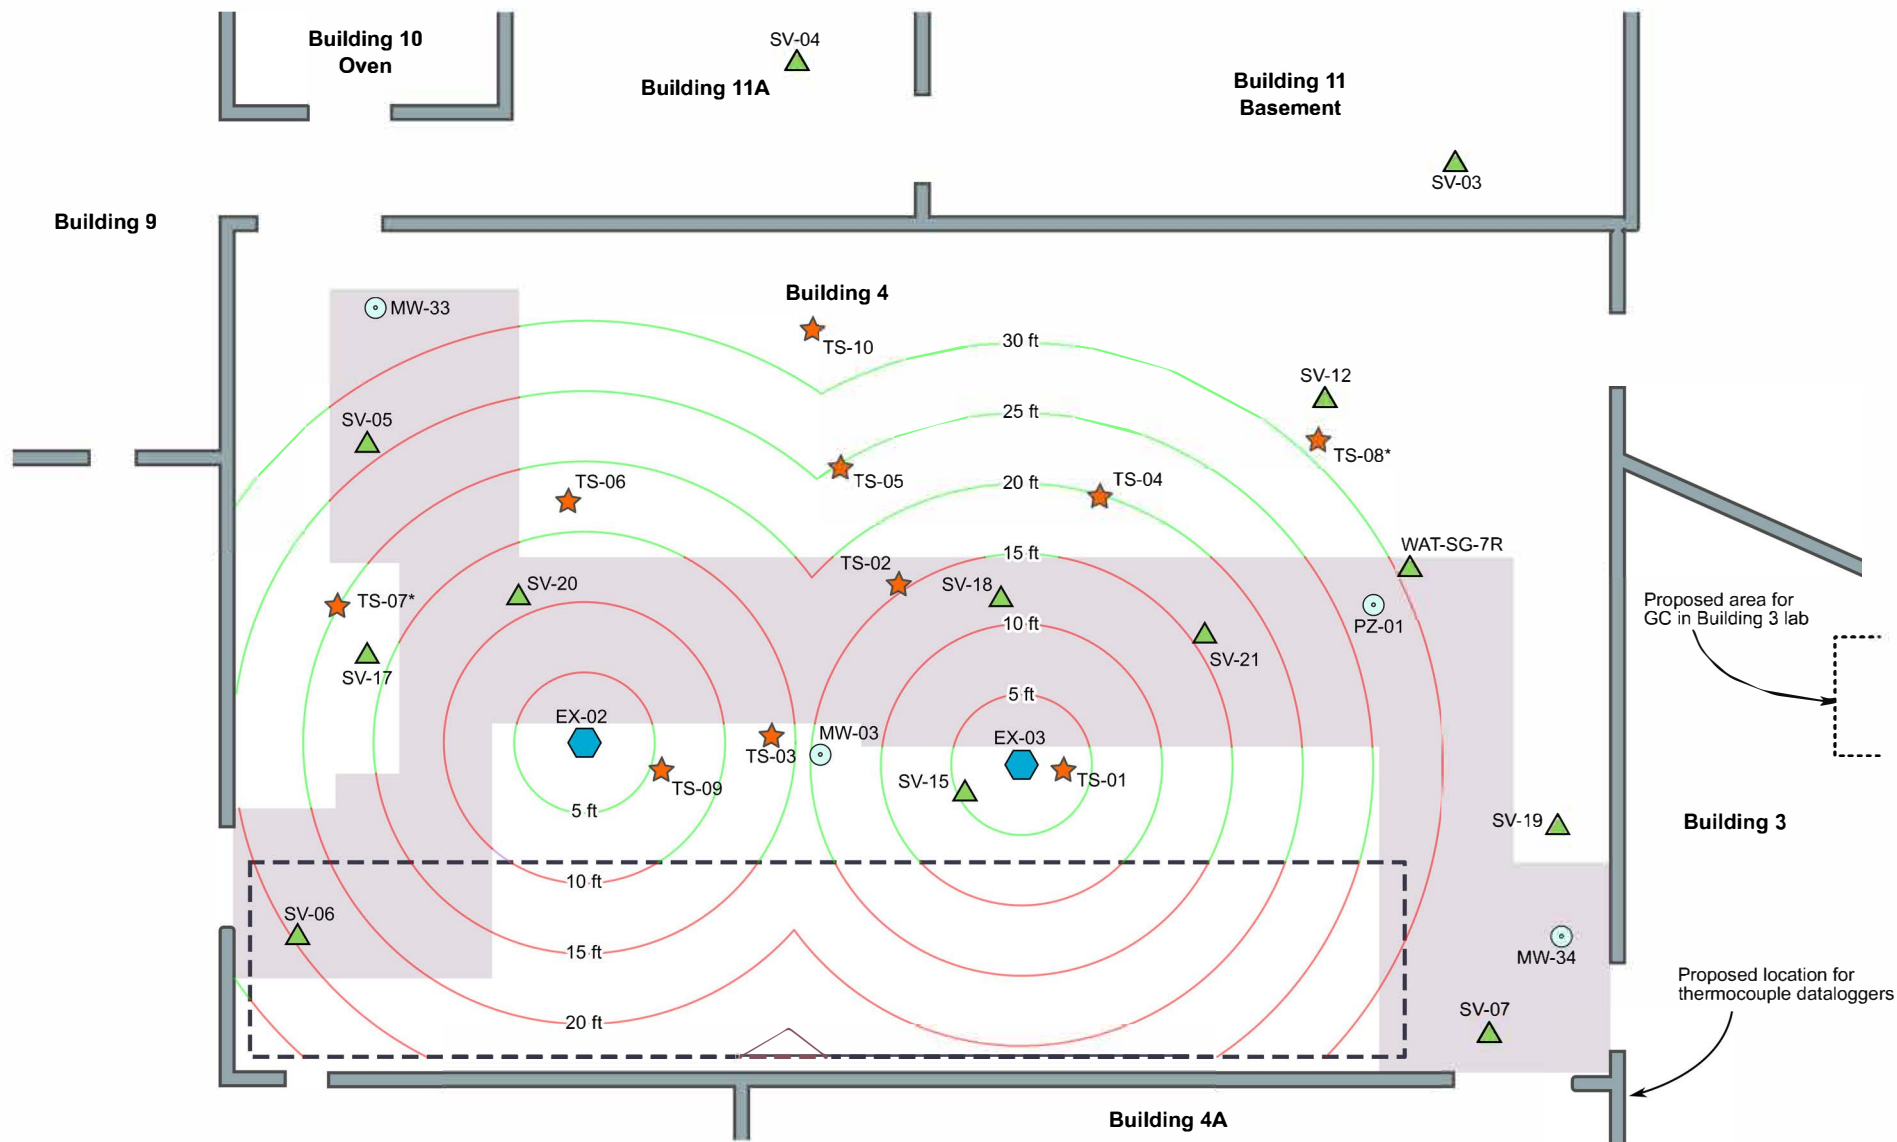 Building 10
Oven
SV-04
Building 11A
Building 11
Basement
SV-03
Building 9
Building 4
MW-33
TS-10
30 ft
SV-12
25 ft
SV-05
TS-08*
TS-06
TS-05
20 ft
TS-04
15 ft
WAT-SG-7R
TS-02
SV-18
SV-20
TS-07*
10 ft
PZ-01
Proposed area for
GC in Building 3 lab
SV-17
SV-21
5 ft
EX-02
MW-03
EX-03
TS-03
TS-09
SV-15
TS-01
5 ft
SV-19
Building 3
10 ft
SV-06
15 ft
MW-34
Proposed location for
thermocouple dataloggers
20 ft
SV-07
Building 4A